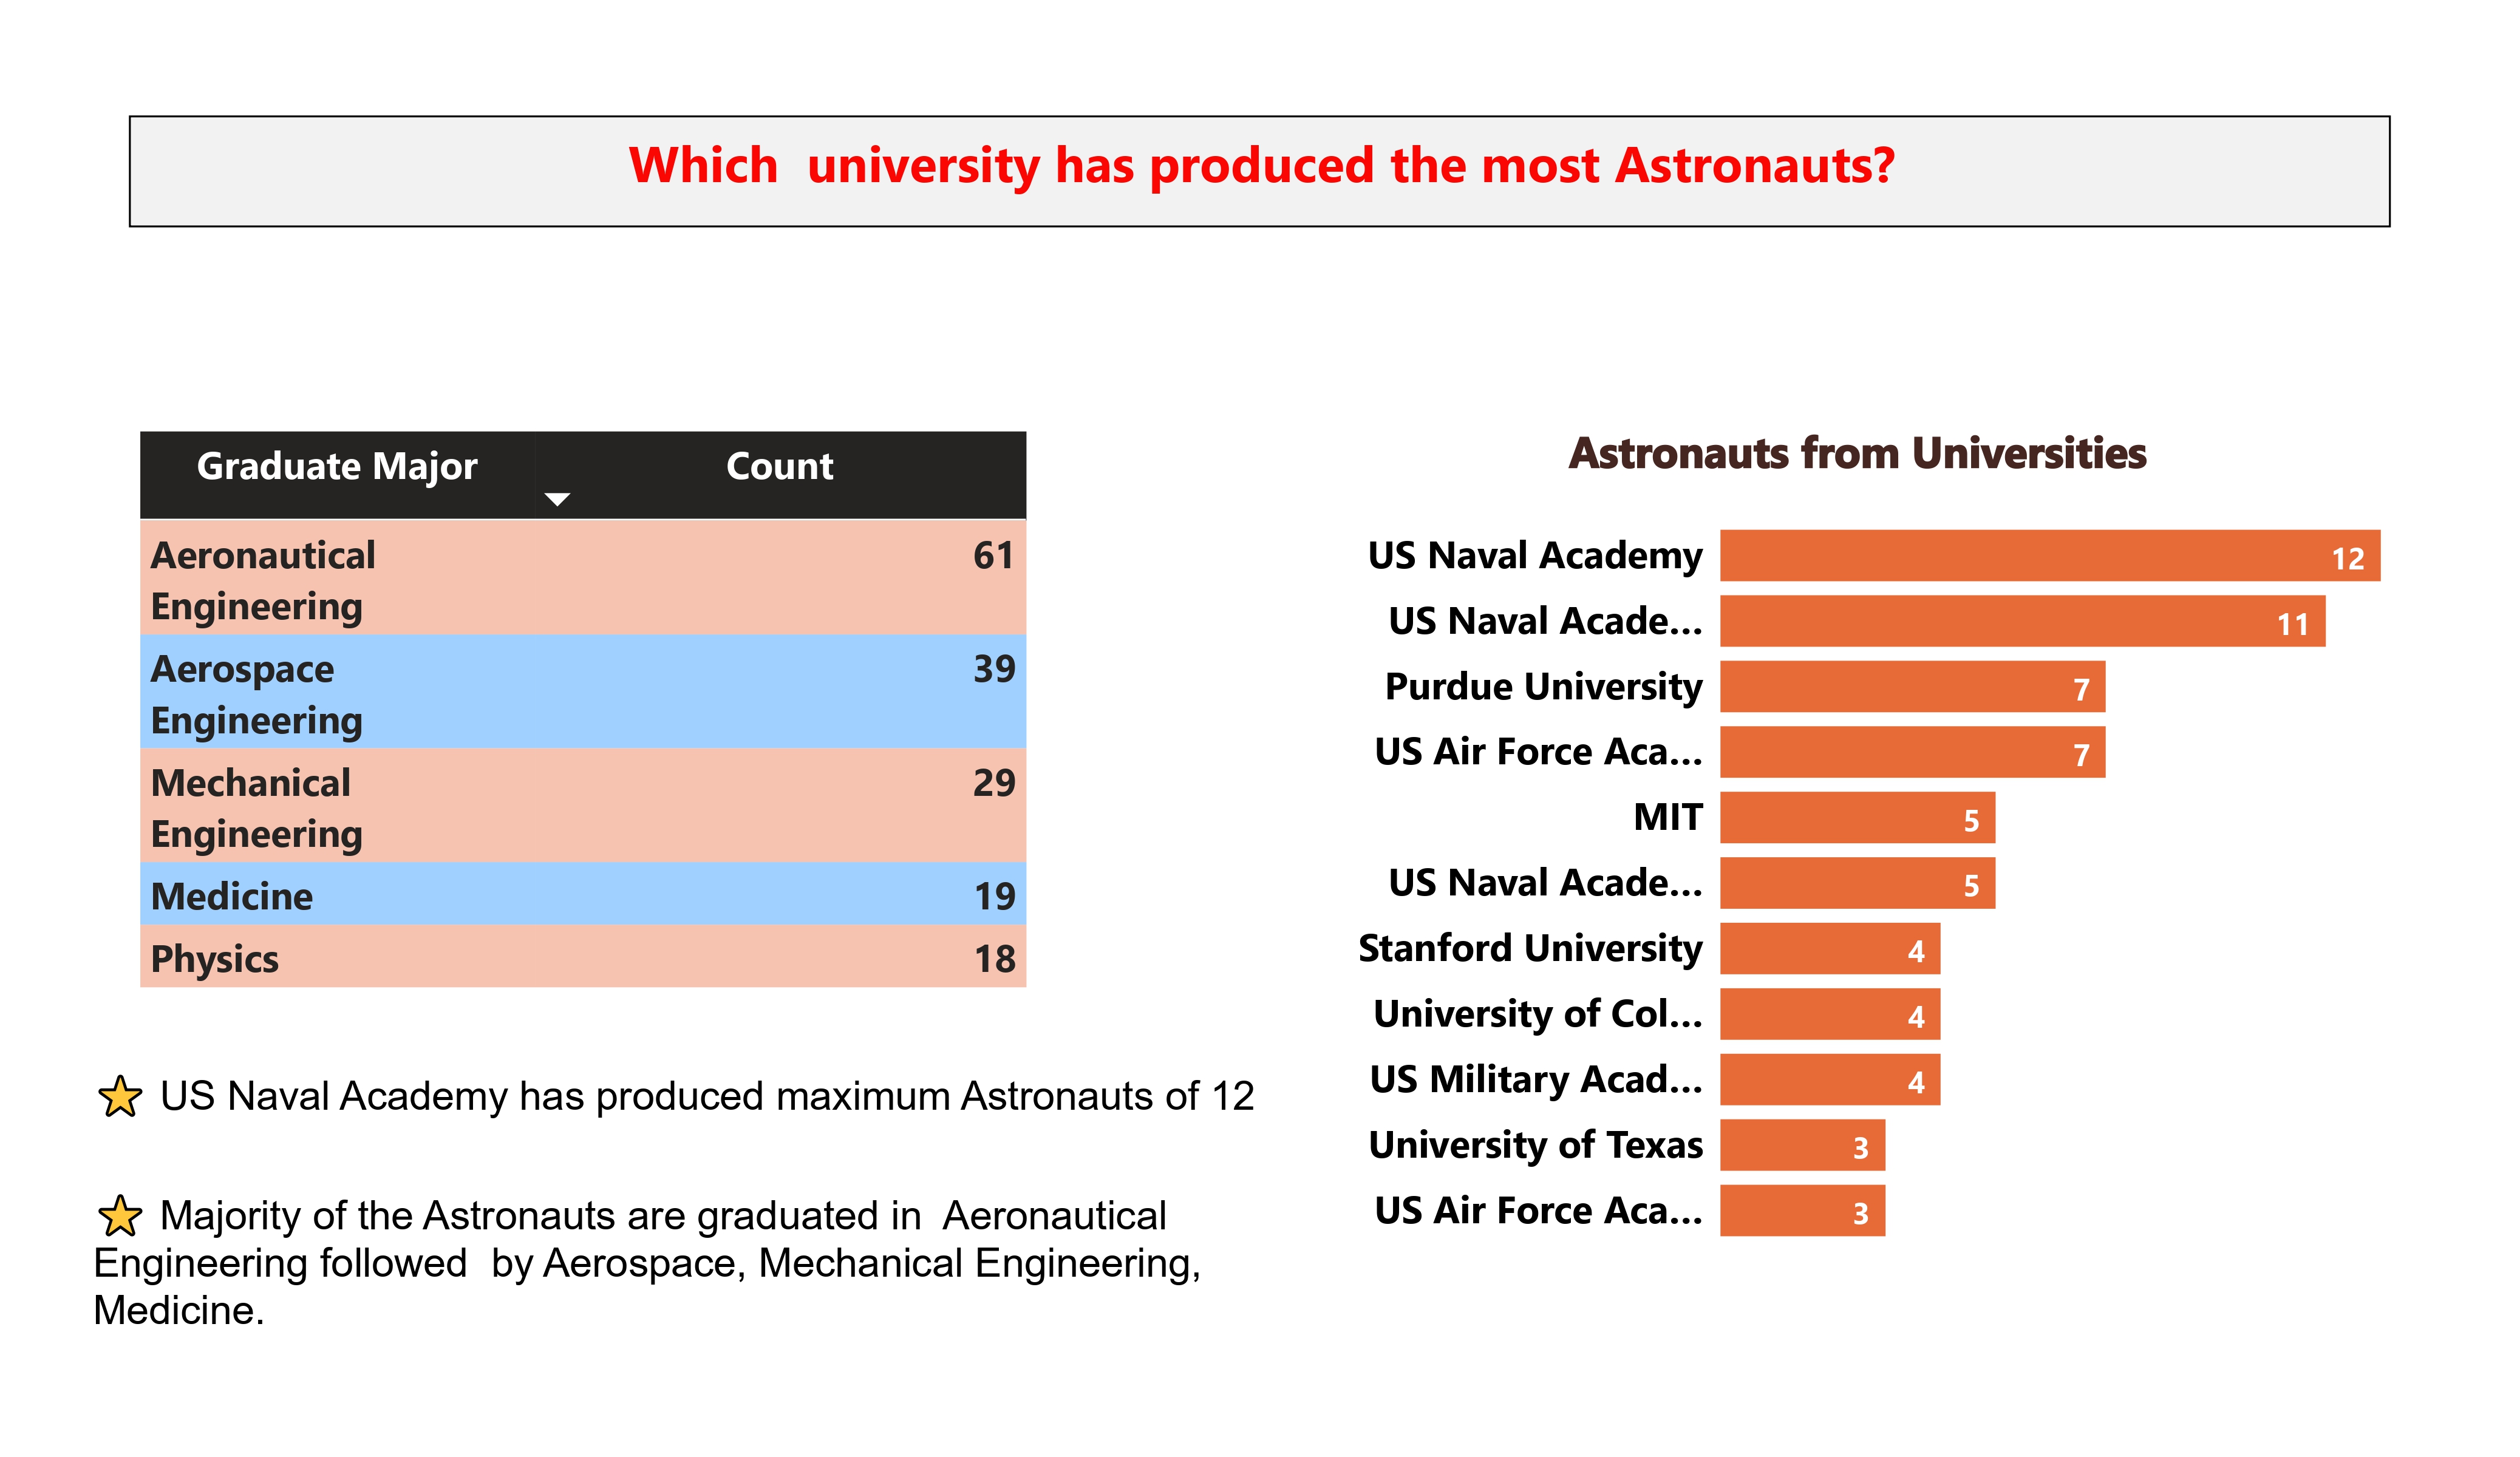 Which university has produced the most Astronauts?
Graduate Major Count
Aeronautical 61
Engineering
Aerospace 39
Engineering
Mechanical 29
Engineering
Medicine 19
Physics 18
US Naval Academy has produced maximum Astronauts of 12
Majority of the Astronauts are graduated in Aeronautical
Engineering followed by Aerospace, Mechanical Engineering,
Medicine.
Astronauts from Universities
US Naval Academy 12
US Naval Acade... 11
Purdue University 7
US Air Force Aca... 7
MIT 5
US Naval Acade... 5
Stanford University 4
University of Col... 4
US Military Acad... 4
University of Texas 3
US Air Force Aca... 3